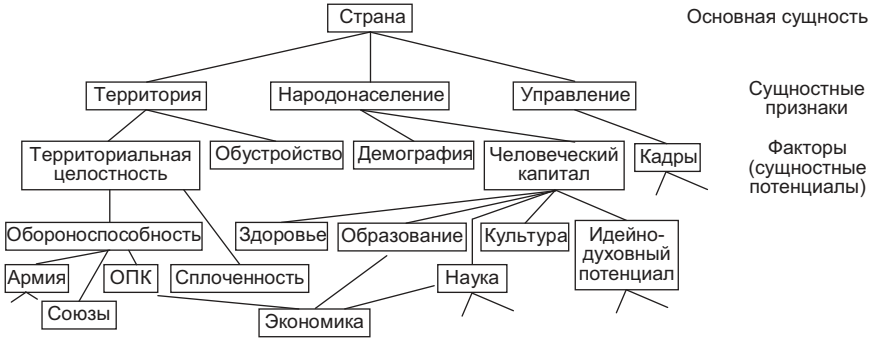 Страна
Основная сущность
Территория
Народонаселение
Управление
Сущностные
признаки
Территориальная
целостность
Обустройство
Демография
Человеческий
капитал
Кадры
Факторы
(сущностные
потенциалы)
Обороноспособность
Здоровье
Образование
Культура
Идейно-
духовный
потенциал
Армия
ОПК
Сплоченность
Наука
Союзы
Экономика